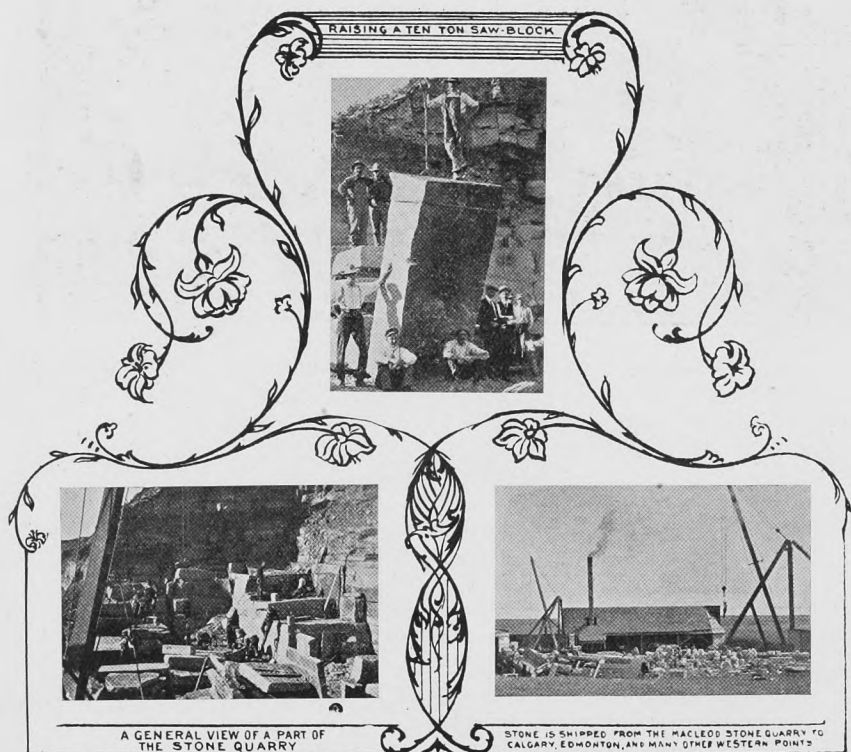 RAISING A TEN TON SAW-BLOCK
A GENERAL VIEW OF A PART OF
THE STONE QUARRY
STONE IS SHIPPED FROM THE MACLEOD STONE QUARRY TO
CALGARY, EDMONTON, AND MANY OTHER WESTERN POINTS